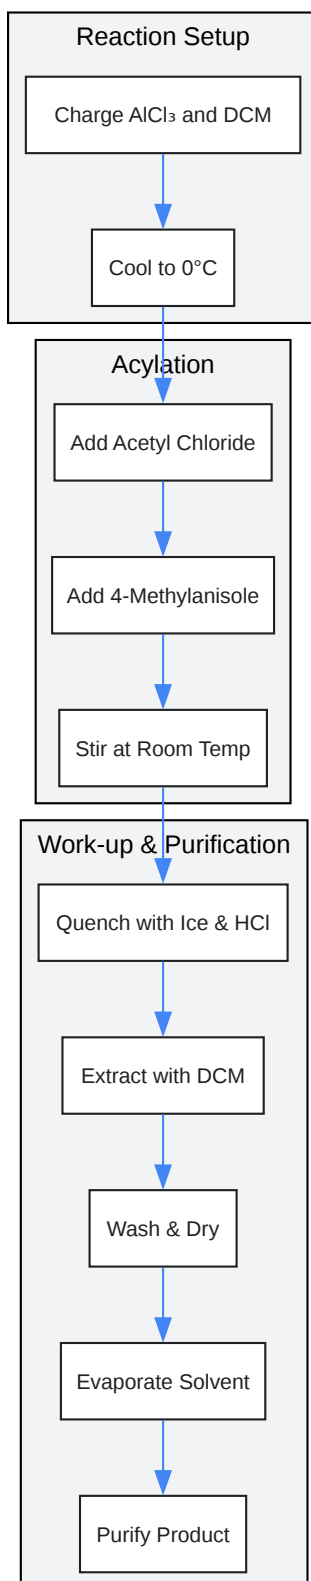 Reaction Setup
Charge AlCl₃ and DCM
Cool to 0°C
Acylation
Add Acetyl Chloride
Add 4-Methylanisole
Stir at Room Temp
Work-up & Purification
Quench with Ice & HCl
Extract with DCM
Wash & Dry
Evaporate Solvent
Purify Product